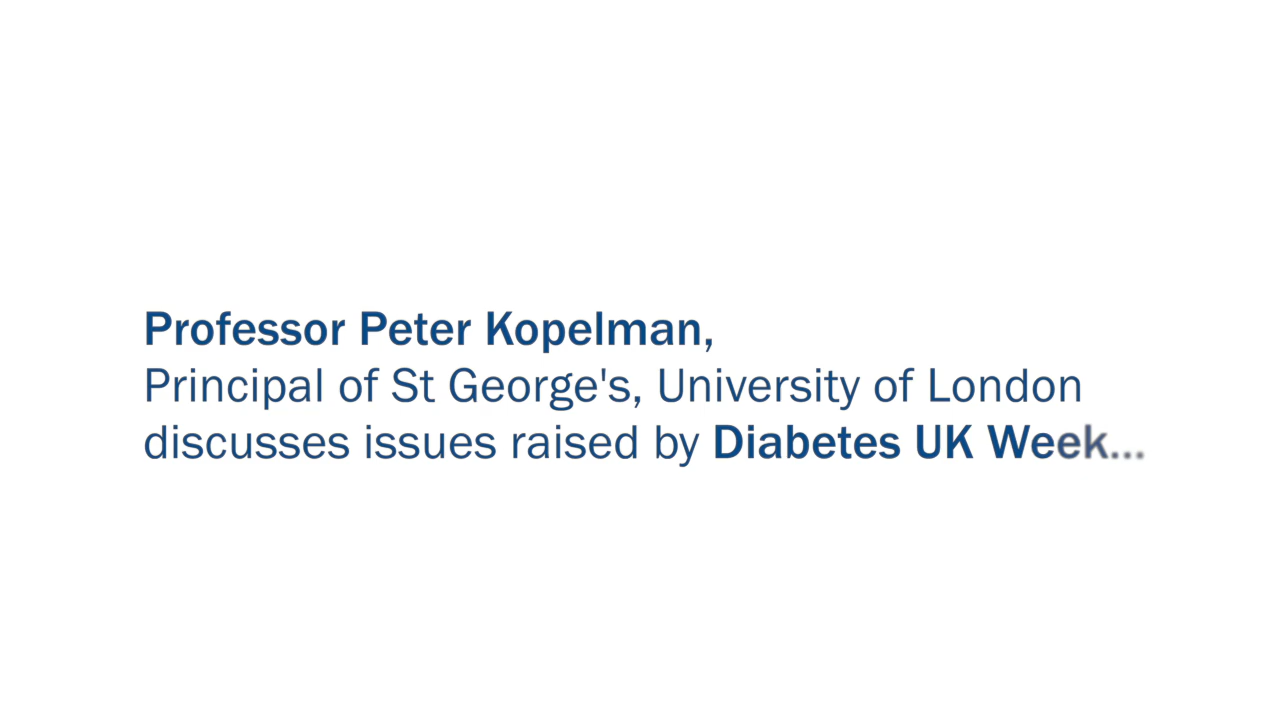 Professor Peter Kopelman,
Principal of St George's, University of London
discusses issues raised by Diabetes UK Week...